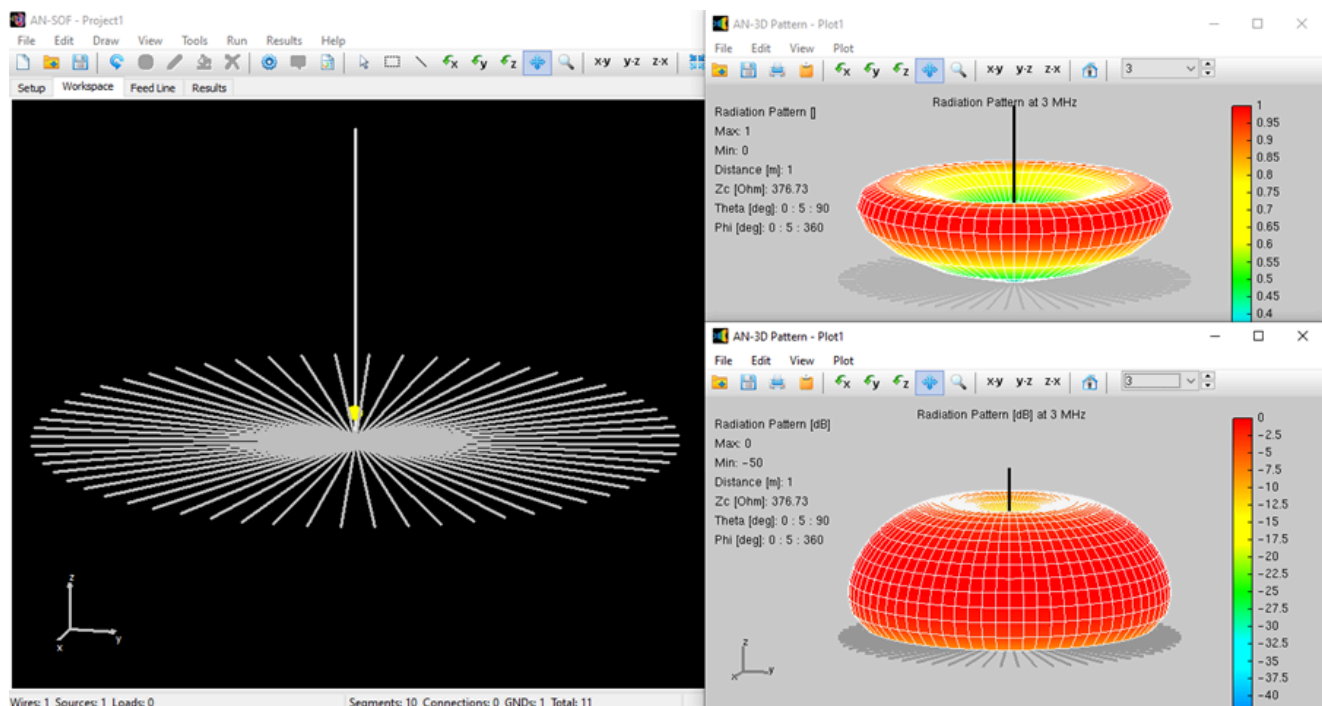 AN-SOF - Project1
File Edit Draw View Tools Run Results Help
x y z x-y y-z z-x
Setup Workspace Feed Line Results
z
x y
Wires: 1 Sources: 1 Loads: 0 Segments: 10 Connections: 0 GNDs: 1 Total: 11
AN-3D Pattern - Plot1
File Edit View Plot
x y z x-y y-z z-x 3
Radiation Pattern at 3 MHz
Radiation Pattern []
Max: 1
Min: 0
Distance [m]: 1
Zc [Ohm]: 376.73
Theta [deg]: 0 : 5 : 90
Phi [deg]: 0 : 5 : 360
1
0.95
0.9
0.85
0.8
0.75
0.7
0.65
0.6
0.55
0.5
0.45
0.4
AN-3D Pattern - Plot1
File Edit View Plot
x y z x-y y-z z-x 3
Radiation Pattern [dB] at 3 MHz
Radiation Pattern [dB]
Max: 0
Min: -50
Distance [m]: 1
Zc [Ohm]: 376.73
Theta [deg]: 0 : 5 : 90
Phi [deg]: 0 : 5 : 360
0
-2.5
-5
-7.5
-10
-12.5
-15
-17.5
-20
-22.5
-25
-27.5
-30
-32.5
-35
-37.5
-40
z
x y